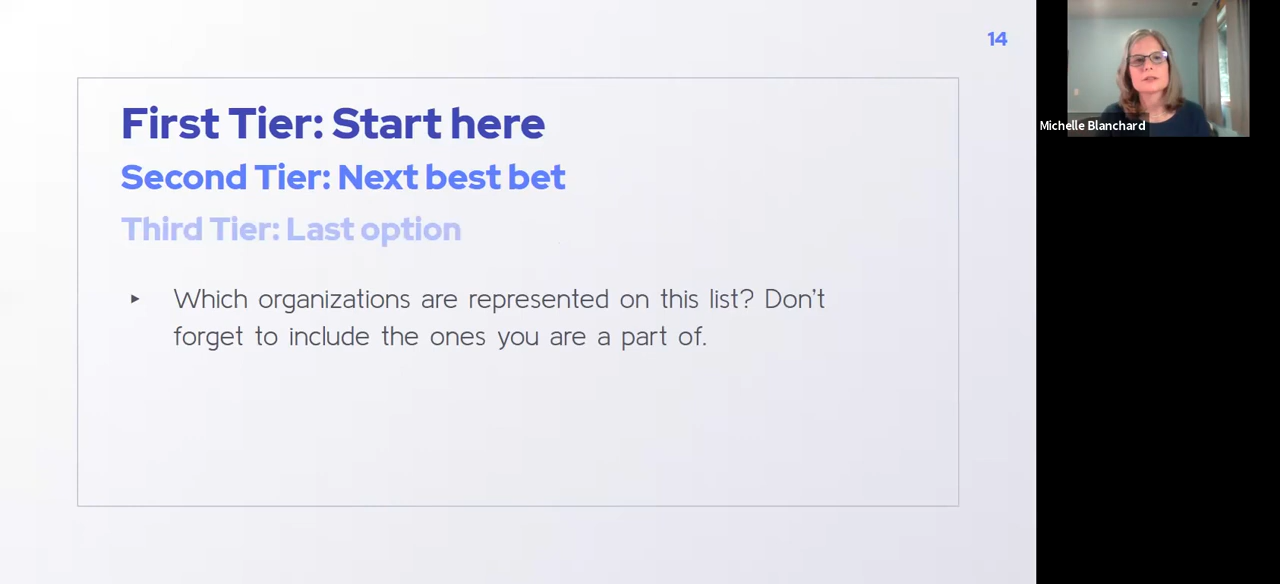 14
First Tier: Start here
Second Tier: Next best bet
Third Tier: Last option
‣ Which organizations are represented on this list? Don't
forget to include the ones you are a part of.
Michelle Blanchard